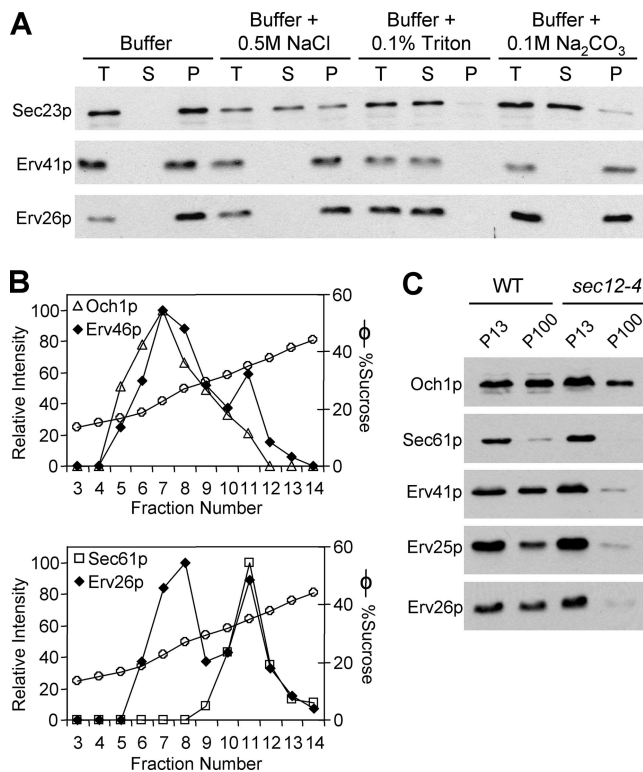 A
Buffer
Buffer + 0.5M NaCl
Buffer + 0.1% Triton
Buffer + 0.1M Na₂CO₃
T S P T S P T S P T S P
Sec23p
Erv41p
Erv26p
B
Relative Intensity
100
80
60
40
20
0
Och1p
Erv46p
60
40
20
0
%Sucrose
3 4 5 6 7 8 9 10 11 12 13 14
Fraction Number
Relative Intensity
100
80
60
40
20
0
Sec61p
Erv26p
60
40
20
0
%Sucrose
3 4 5 6 7 8 9 10 11 12 13 14
Fraction Number
C
WT sec12-4
P13 P100 P13 P100
Och1p
Sec61p
Erv41p
Erv25p
Erv26p